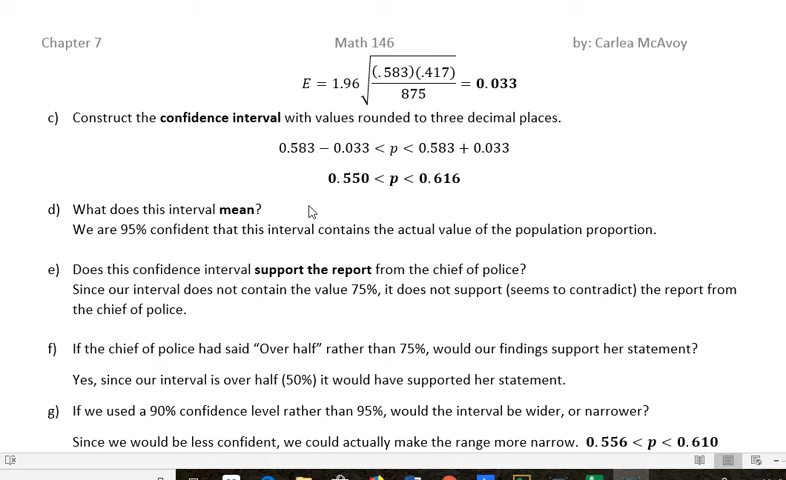 Chapter 7 Math 146 by: Carlea McAvoy
E = 1.96 √((.583)(.417)/875) = 0.033
c) Construct the confidence interval with values rounded to three decimal places.
0.583 − 0.033 < p < 0.583 + 0.033
0.550 < p < 0.616
d) What does this interval mean?
We are 95% confident that this interval contains the actual value of the population proportion.
e) Does this confidence interval support the report from the chief of police?
Since our interval does not contain the value 75%, it does not support (seems to contradict) the report from
the chief of police.
f) If the chief of police had said “Over half” rather than 75%, would our findings support her statement?
Yes, since our interval is over half (50%) it would have supported her statement.
g) If we used a 90% confidence level rather than 95%, would the interval be wider, or narrower?
Since we would be less confident, we could actually make the range more narrow. 0.556 < p < 0.610